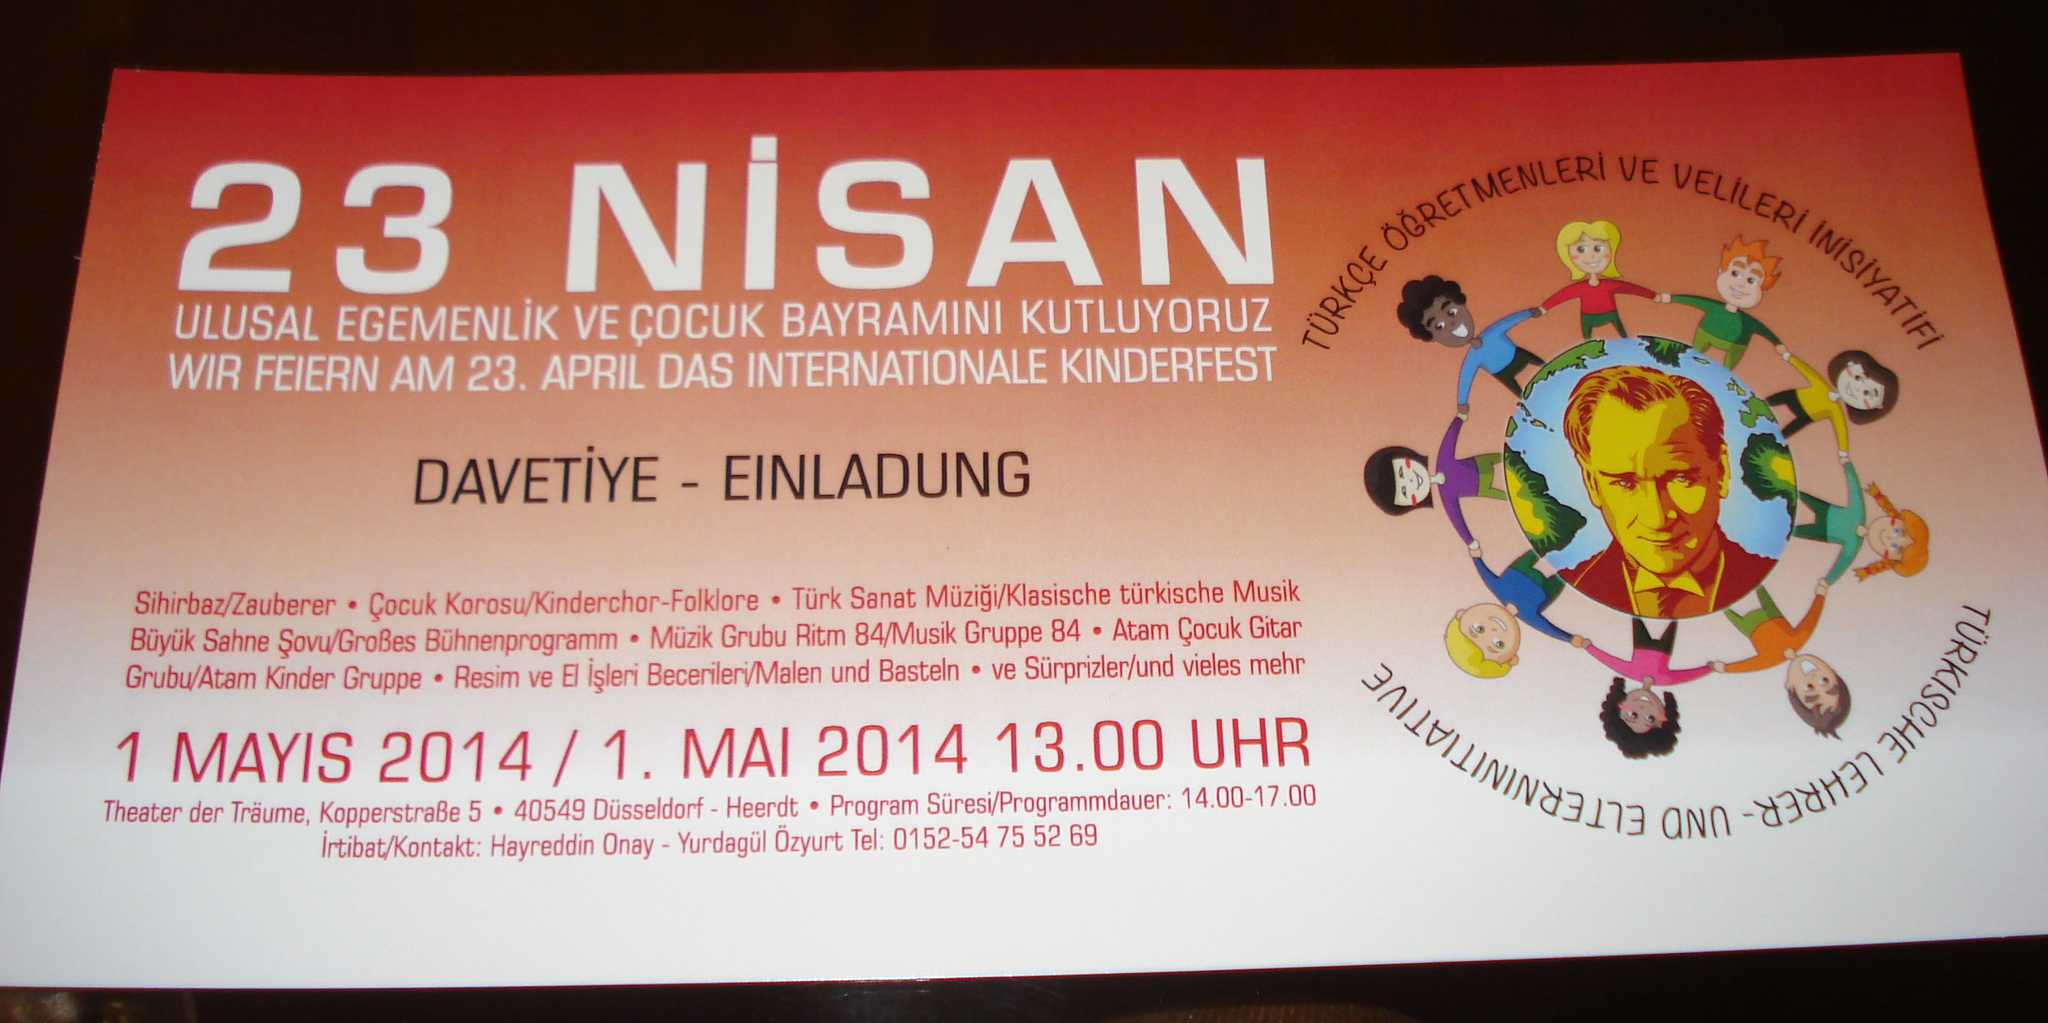 23 NİSAN
ULUSAL EGEMENLİK VE ÇOCUK BAYRAMINI KUTLUYORUZ
WIR FEIERN AM 23. APRIL DAS INTERNATIONALE KINDERFEST
DAVETİYE - EINLADUNG
Sihirbaz/Zauberer • Çocuk Korosu/Kinderchor-Folklore • Türk Sanat Müziği/Klasische türkische Musik
Büyük Sahne Şovu/Großes Bühnenprogramm • Müzik Grubu Ritm 84/Musik Gruppe 84 • Atam Çocuk Gitar
Grubu/Atam Kinder Gruppe • Resim ve El İşleri Becerileri/Malen und Basteln • ve Sürprizler/und vieles mehr
1 MAYIS 2014 / 1. MAI 2014 13.00 UHR
Theater der Träume, Kopperstraße 5 • 40549 Düsseldorf - Heerdt • Program Süresi/Programmdauer: 14.00-17.00
İrtibat/Kontakt: Hayreddin Onay - Yurdagül Özyurt Tel: 0152-54 75 52 69
TÜRKÇE ÖĞRETMENLERİ VE VELİLERİ İNİSİYATİFİ
TÜRKISCHE LEHRER- UND ELTERNINITIATIVE